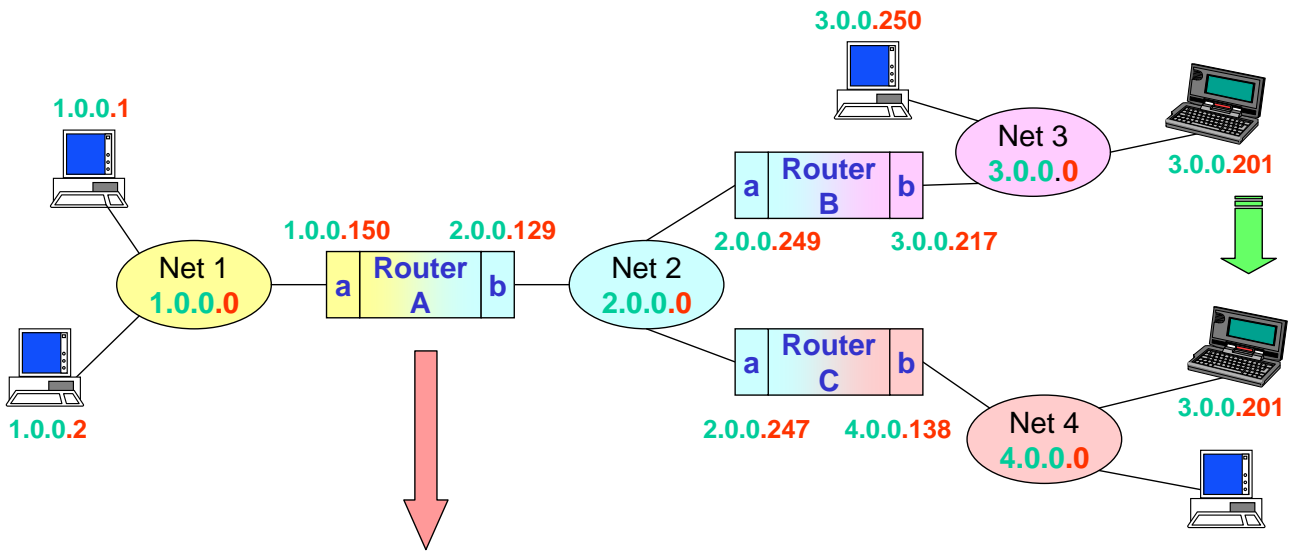 3.0.0.250
1.0.0.1
Net 3
3.0.0.0
3.0.0.201
a Router B b
2.0.0.249
3.0.0.217
1.0.0.150
2.0.0.129
Net 1
1.0.0.0
a Router A b
Net 2
2.0.0.0
a Router C b
2.0.0.247
4.0.0.138
1.0.0.2
3.0.0.201
Net 4
4.0.0.0